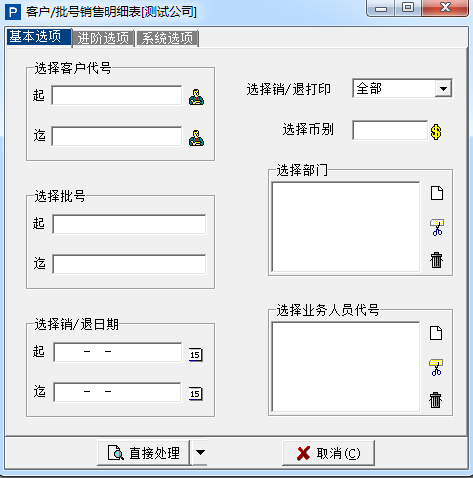 P 客户/批号销售明细表[测试公司]
基本选项 进阶选项 系统选项
选择客户代号
起
迄
选择批号
起
迄
选择销/退日期
起 - - 15
迄 - - 15
选择销/退打印 全部
选择币别 $
选择部门
选择业务人员代号
直接处理 取消(C)